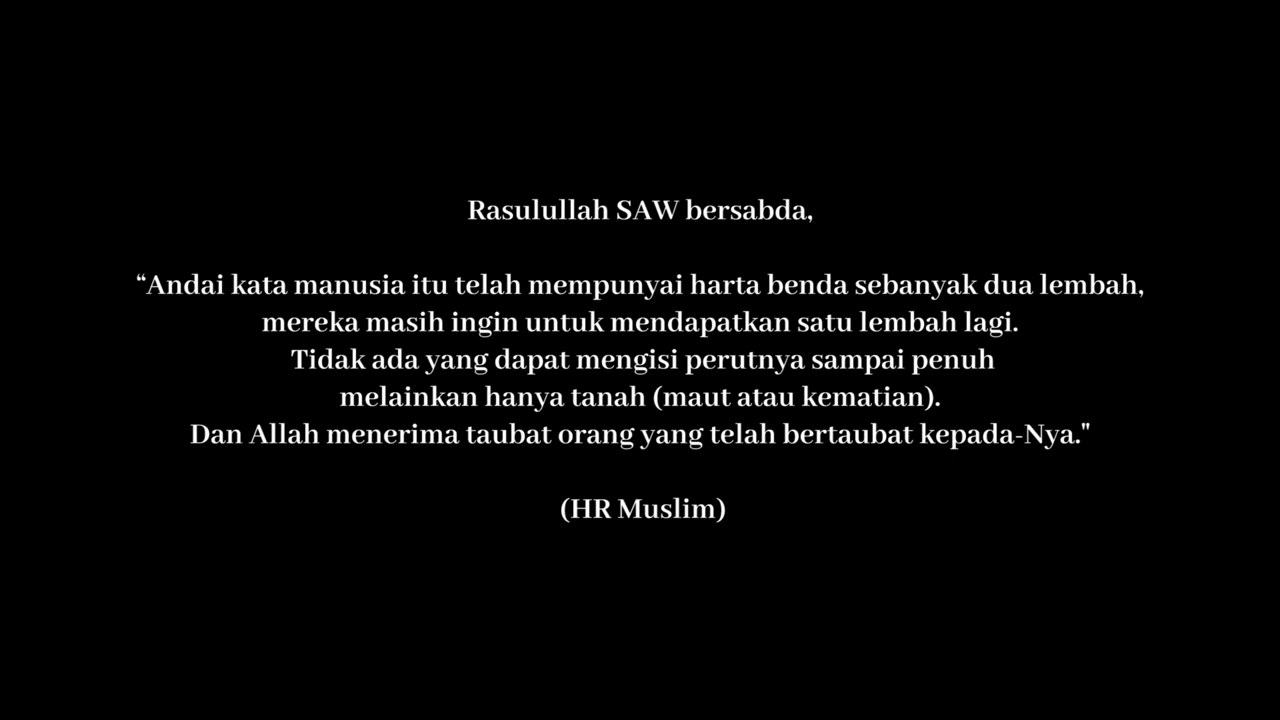 Rasulullah SAW bersabda,
“Andai kata manusia itu telah mempunyai harta benda sebanyak dua lembah,
mereka masih ingin untuk mendapatkan satu lembah lagi.
Tidak ada yang dapat mengisi perutnya sampai penuh
melainkan hanya tanah (maut atau kematian).
Dan Allah menerima taubat orang yang telah bertaubat kepada-Nya."
(HR Muslim)